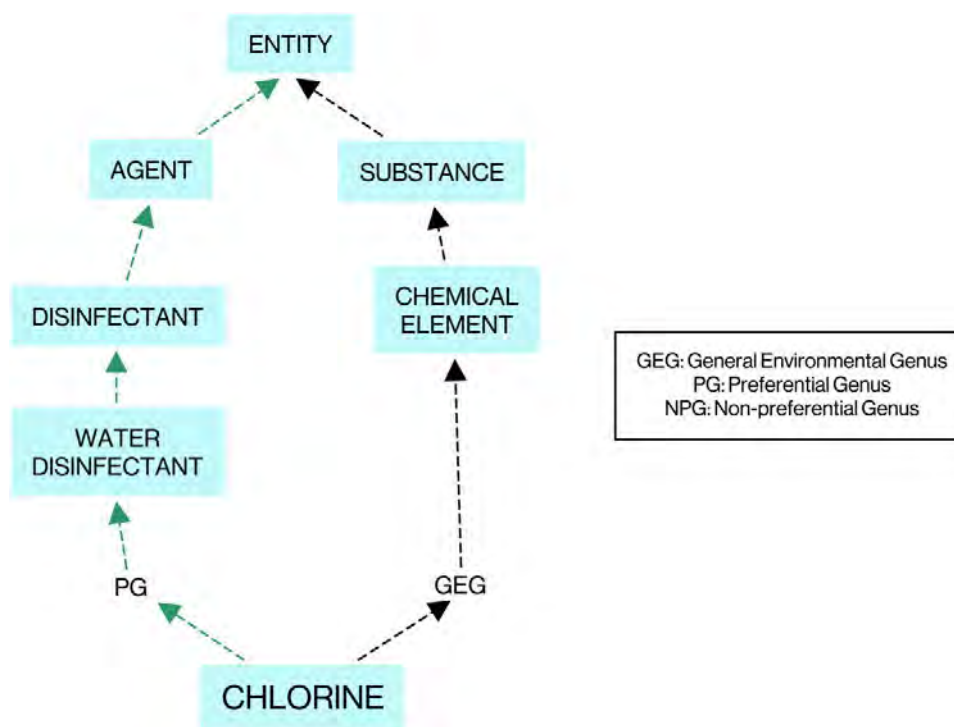 ENTITY
AGENT
SUBSTANCE
DISINFECTANT
CHEMICAL
ELEMENT
GEG: General Environmental Genus
PG: Preferential Genus
NPG: Non-preferential Genus
WATER
DISINFECTANT
PG
GEG
CHLORINE